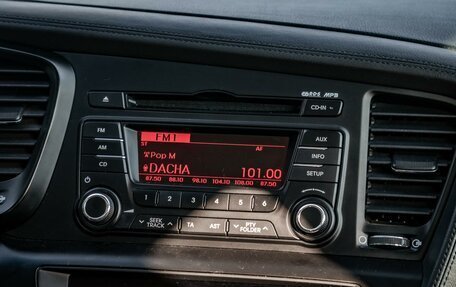 CD-IN
FM
AM
CD
FM1
ST
AF
Pop M
DACHA
101.00
87.50 88.10 98.10 104.10 108.00 87.50
AUX
INFO
SETUP
1 2 3 4 5 6
SEEK
TRACK
TA
AST
PTY
FOLDER